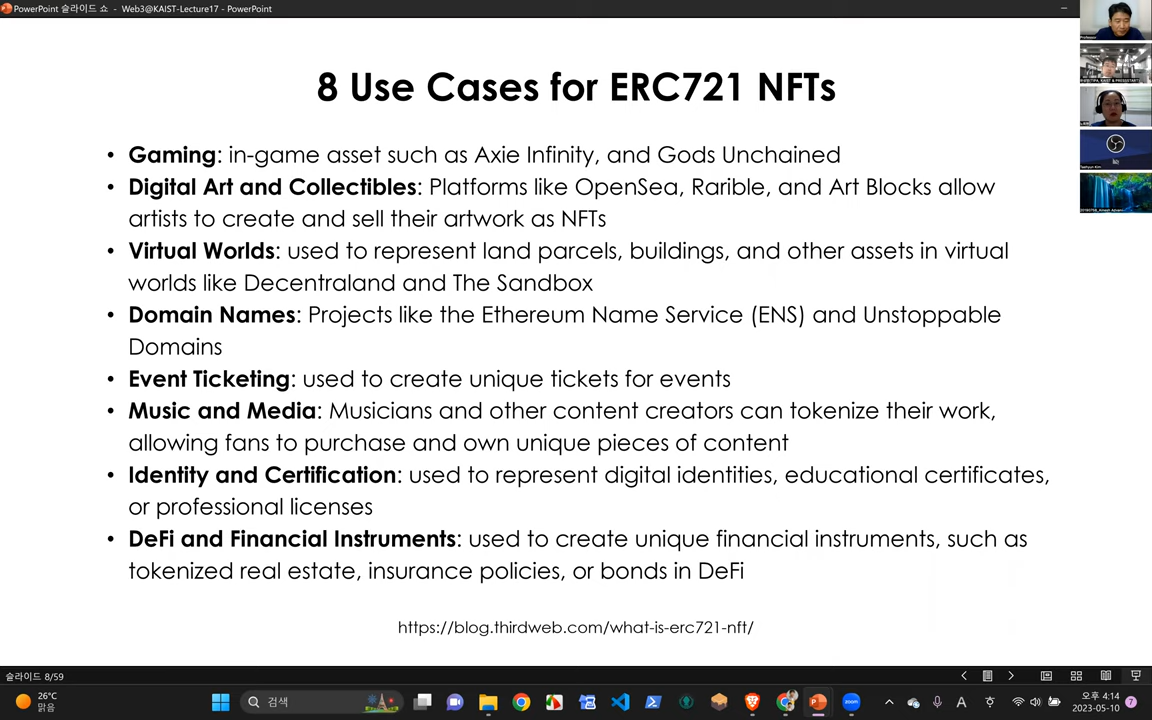 PowerPoint 슬라이드 쇼 - Web3@KAIST-Lecture17 - PowerPoint
8 Use Cases for ERC721 NFTs
• Gaming: in-game asset such as Axie Infinity, and Gods Unchained
• Digital Art and Collectibles: Platforms like OpenSea, Rarible, and Art Blocks allow
artists to create and sell their artwork as NFTs
• Virtual Worlds: used to represent land parcels, buildings, and other assets in virtual
worlds like Decentraland and The Sandbox
• Domain Names: Projects like the Ethereum Name Service (ENS) and Unstoppable
Domains
• Event Ticketing: used to create unique tickets for events
• Music and Media: Musicians and other content creators can tokenize their work,
allowing fans to purchase and own unique pieces of content
• Identity and Certification: used to represent digital identities, educational certificates,
or professional licenses
• DeFi and Financial Instruments: used to create unique financial instruments, such as
tokenized real estate, insurance policies, or bonds in DeFi
https://blog.thirdweb.com/what-is-erc721-nft/
슬라이드 8/59
26°C
맑음
검색
zoom
A
오후 4:14
2023-05-10
7